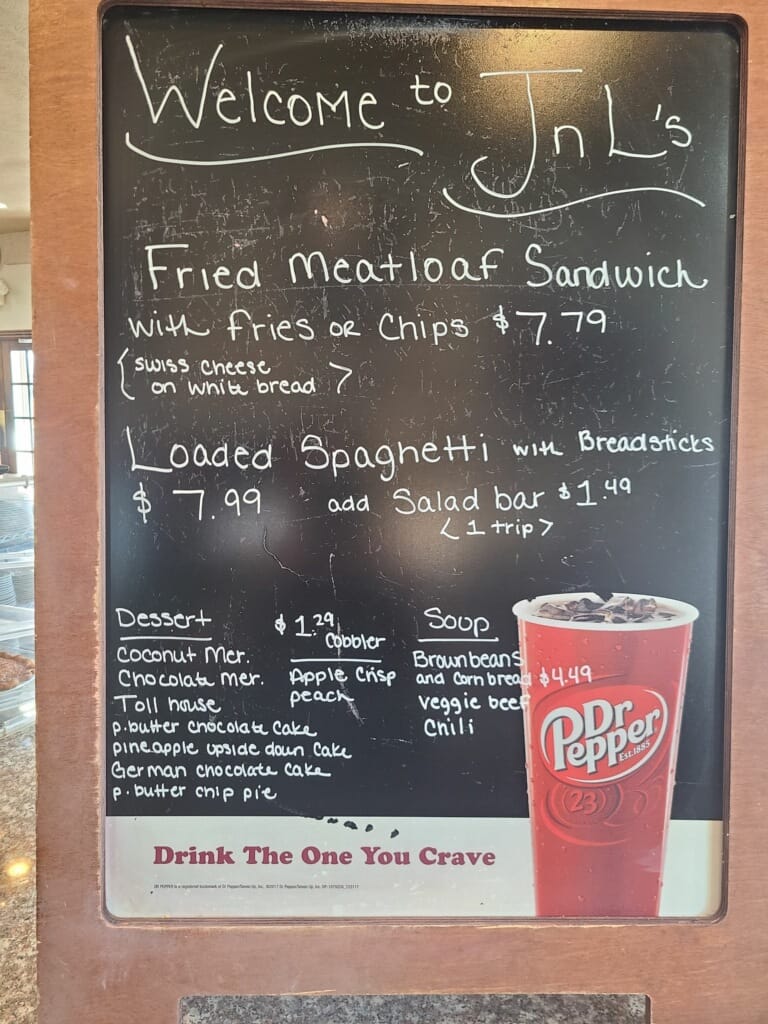 Welcome to JnL's
Fried Meatloaf Sandwich
with fries or Chips $7.79
(swiss cheese
on white bread)
Loaded Spaghetti with Breadsticks
$7.99 add Salad bar $1.49
<1 trip>
Dessert
Coconut Mer.
Chocolate Mer.
Toll house
p.butter chocolate cake
pineapple upside down cake
German chocolate cake
p. butter chip pie
$1.29
Cobbler
Apple Crisp
peach
Soup
Brown beans
and Corn bread $4.49
veggie beef
Chili
Dr
Pepper
Est.1885
23
Drink The One You Crave